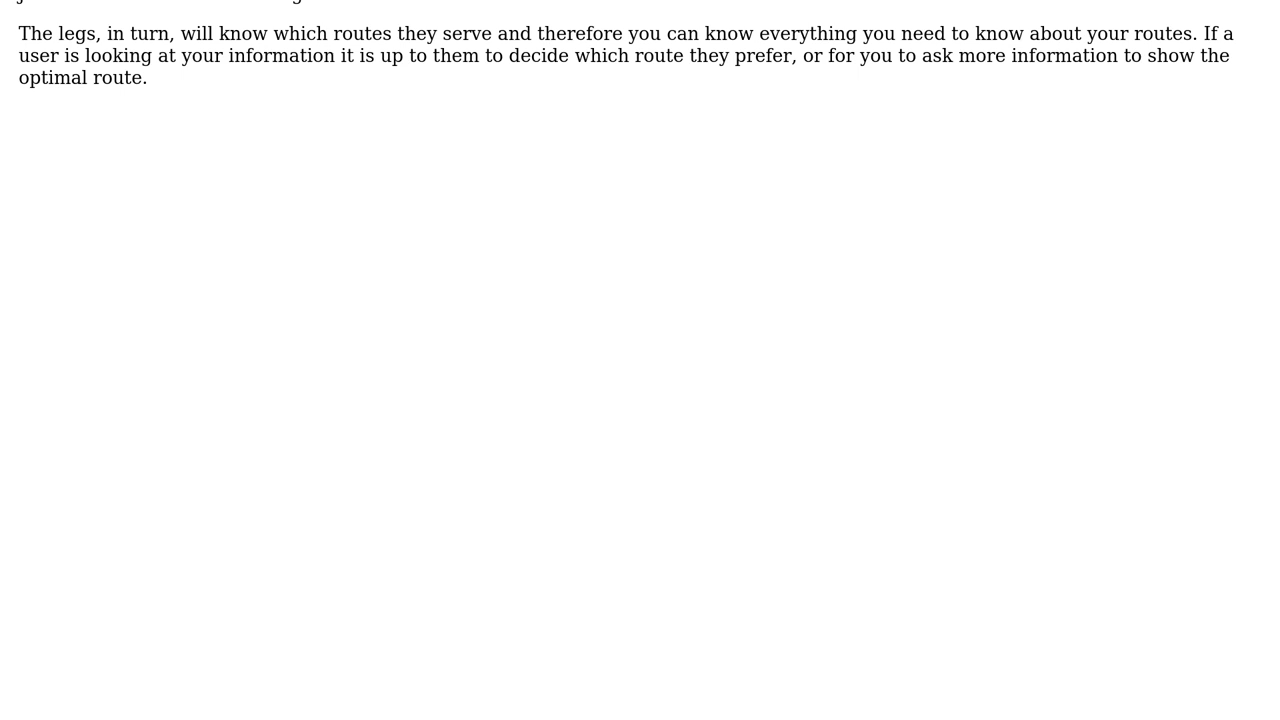 The legs, in turn, will know which routes they serve and therefore you can know everything you need to know about your routes. If a
user is looking at your information it is up to them to decide which route they prefer, or for you to ask more information to show the
optimal route.